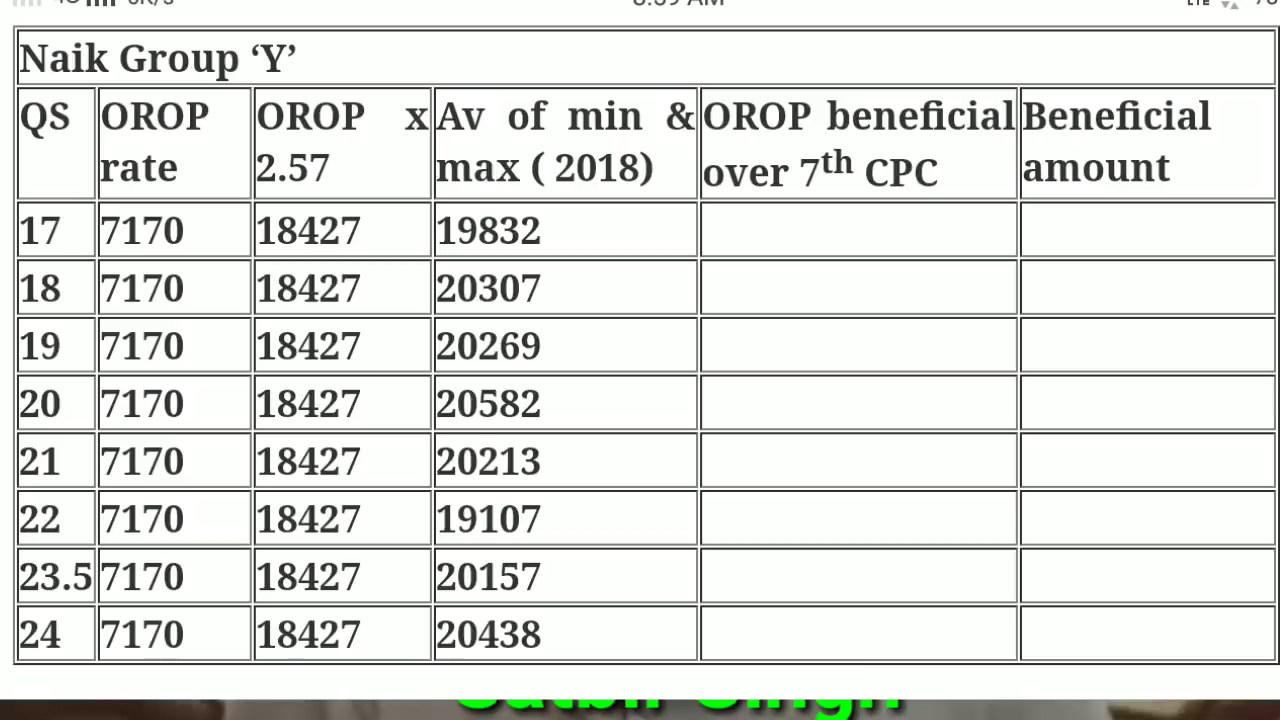 Naik Group ‘Y’
QS OROP rate OROP x 2.57 Av of min & max ( 2018) OROP beneficial over 7th CPC Beneficial amount
17 7170 18427 19832
18 7170 18427 20307
19 7170 18427 20269
20 7170 18427 20582
21 7170 18427 20213
22 7170 18427 19107
23.5 7170 18427 20157
24 7170 18427 20438